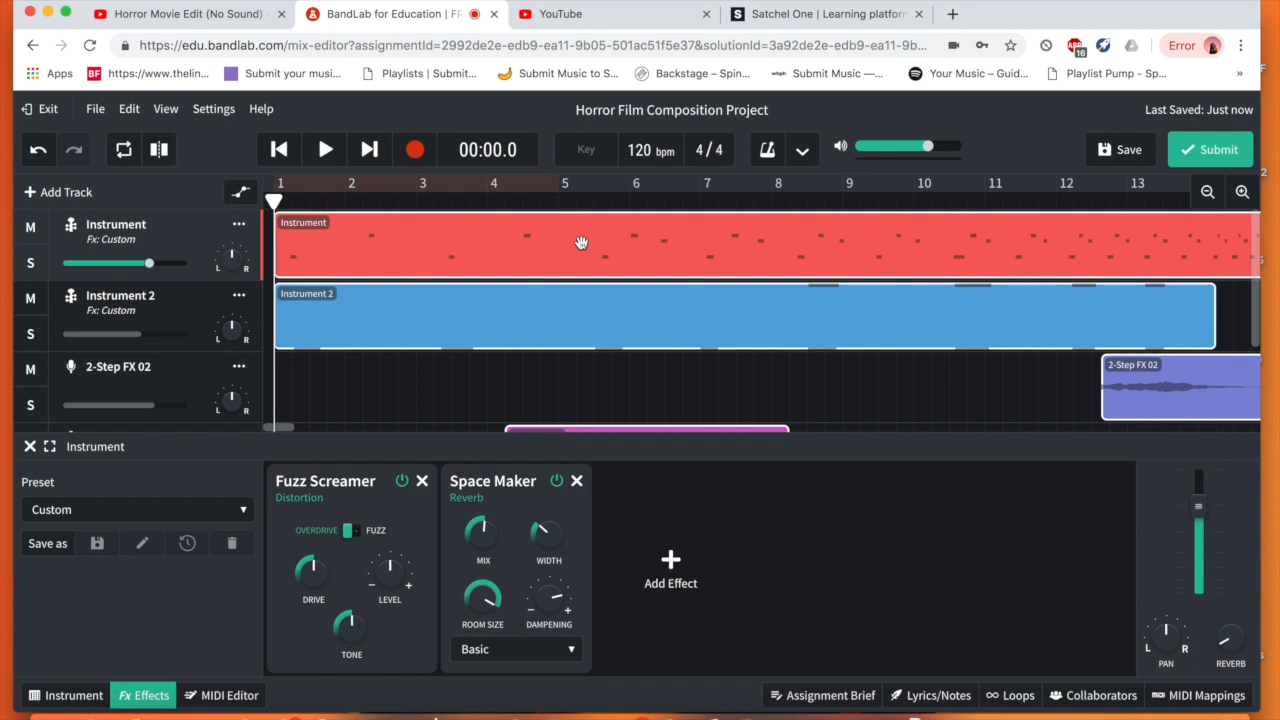 Horror Movie Edit (No Sound)
BandLab for Education | FR
YouTube
Satchel One | Learning platform
https://edu.bandlab.com/mix-editor?assignmentId=2992de2e-edb9-ea11-9b05-501ac51f5e37&solutionId=3a92de2e-edb9-ea11-9b...
16
Error
Apps
BF
https://www.thelin...
Submit your musi...
Playlists | Submit...
Submit Music to S...
Backstage – Spin...
whph
Submit Music —...
Your Music – Guid...
Playlist Pump - Sp...
»
Exit
File
Edit
View
Settings
Help
Horror Film Composition Project
Last Saved: Just now
00:00.0
Key
120 bpm
4 / 4
Save
Submit
+ Add Track
1 2 3 4 5 6 7 8 9 10 11 12 13
M
Instrument
Fx: Custom
S
L R
Instrument
M
Instrument 2
Fx: Custom
S
L R
Instrument 2
M
2-Step FX 02
S
L R
2-Step FX 02
Instrument
Preset
Custom
Save as
Fuzz Screamer
Distortion
OVERDRIVE
FUZZ
DRIVE
LEVEL
TONE
Space Maker
Reverb
MIX
WIDTH
ROOM SIZE
DAMPENING
Basic
Add Effect
L R
PAN
REVERB
Instrument
Fx Effects
MIDI Editor
Assignment Brief
Lyrics/Notes
Loops
Collaborators
MIDI Mappings